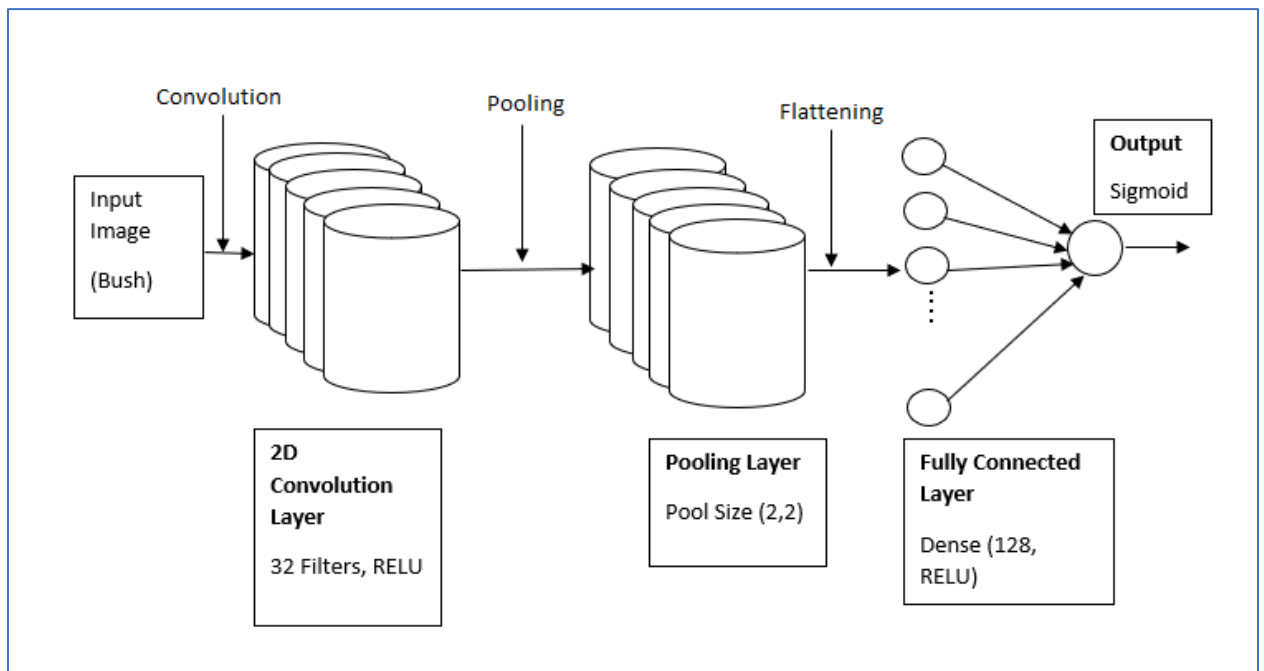 Convolution
Pooling
Flattening
Input
Image
(Bush)
Output
Sigmoid
2D
Convolution
Layer
32 Filters, RELU
Pooling Layer
Pool Size (2,2)
Fully Connected
Layer
Dense (128,
RELU)